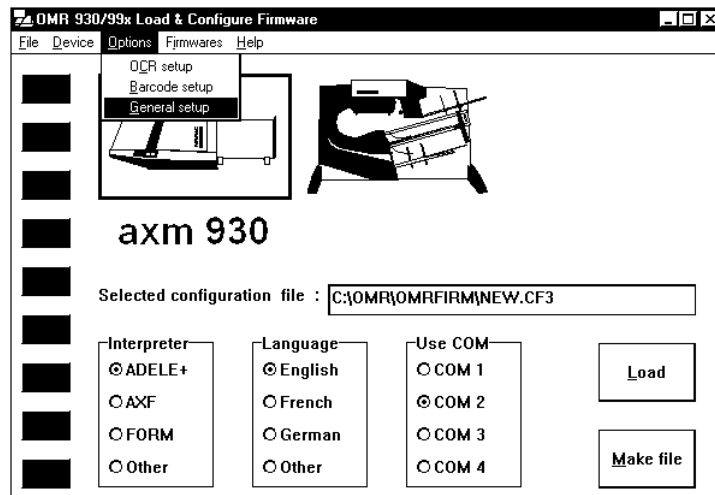 OMR 930/99x Load & Configure Firmware
File Device Options Firmwares Help
OCR setup
Barcode setup
General setup
axm 930
Selected configuration file : C:\OMR\OMRFIRM\NEW.CF3
Interpreter Language Use COM
ADELE+ English COM 1 Load
AXF French COM 2
FORM German COM 3
Other Other COM 4 Make file